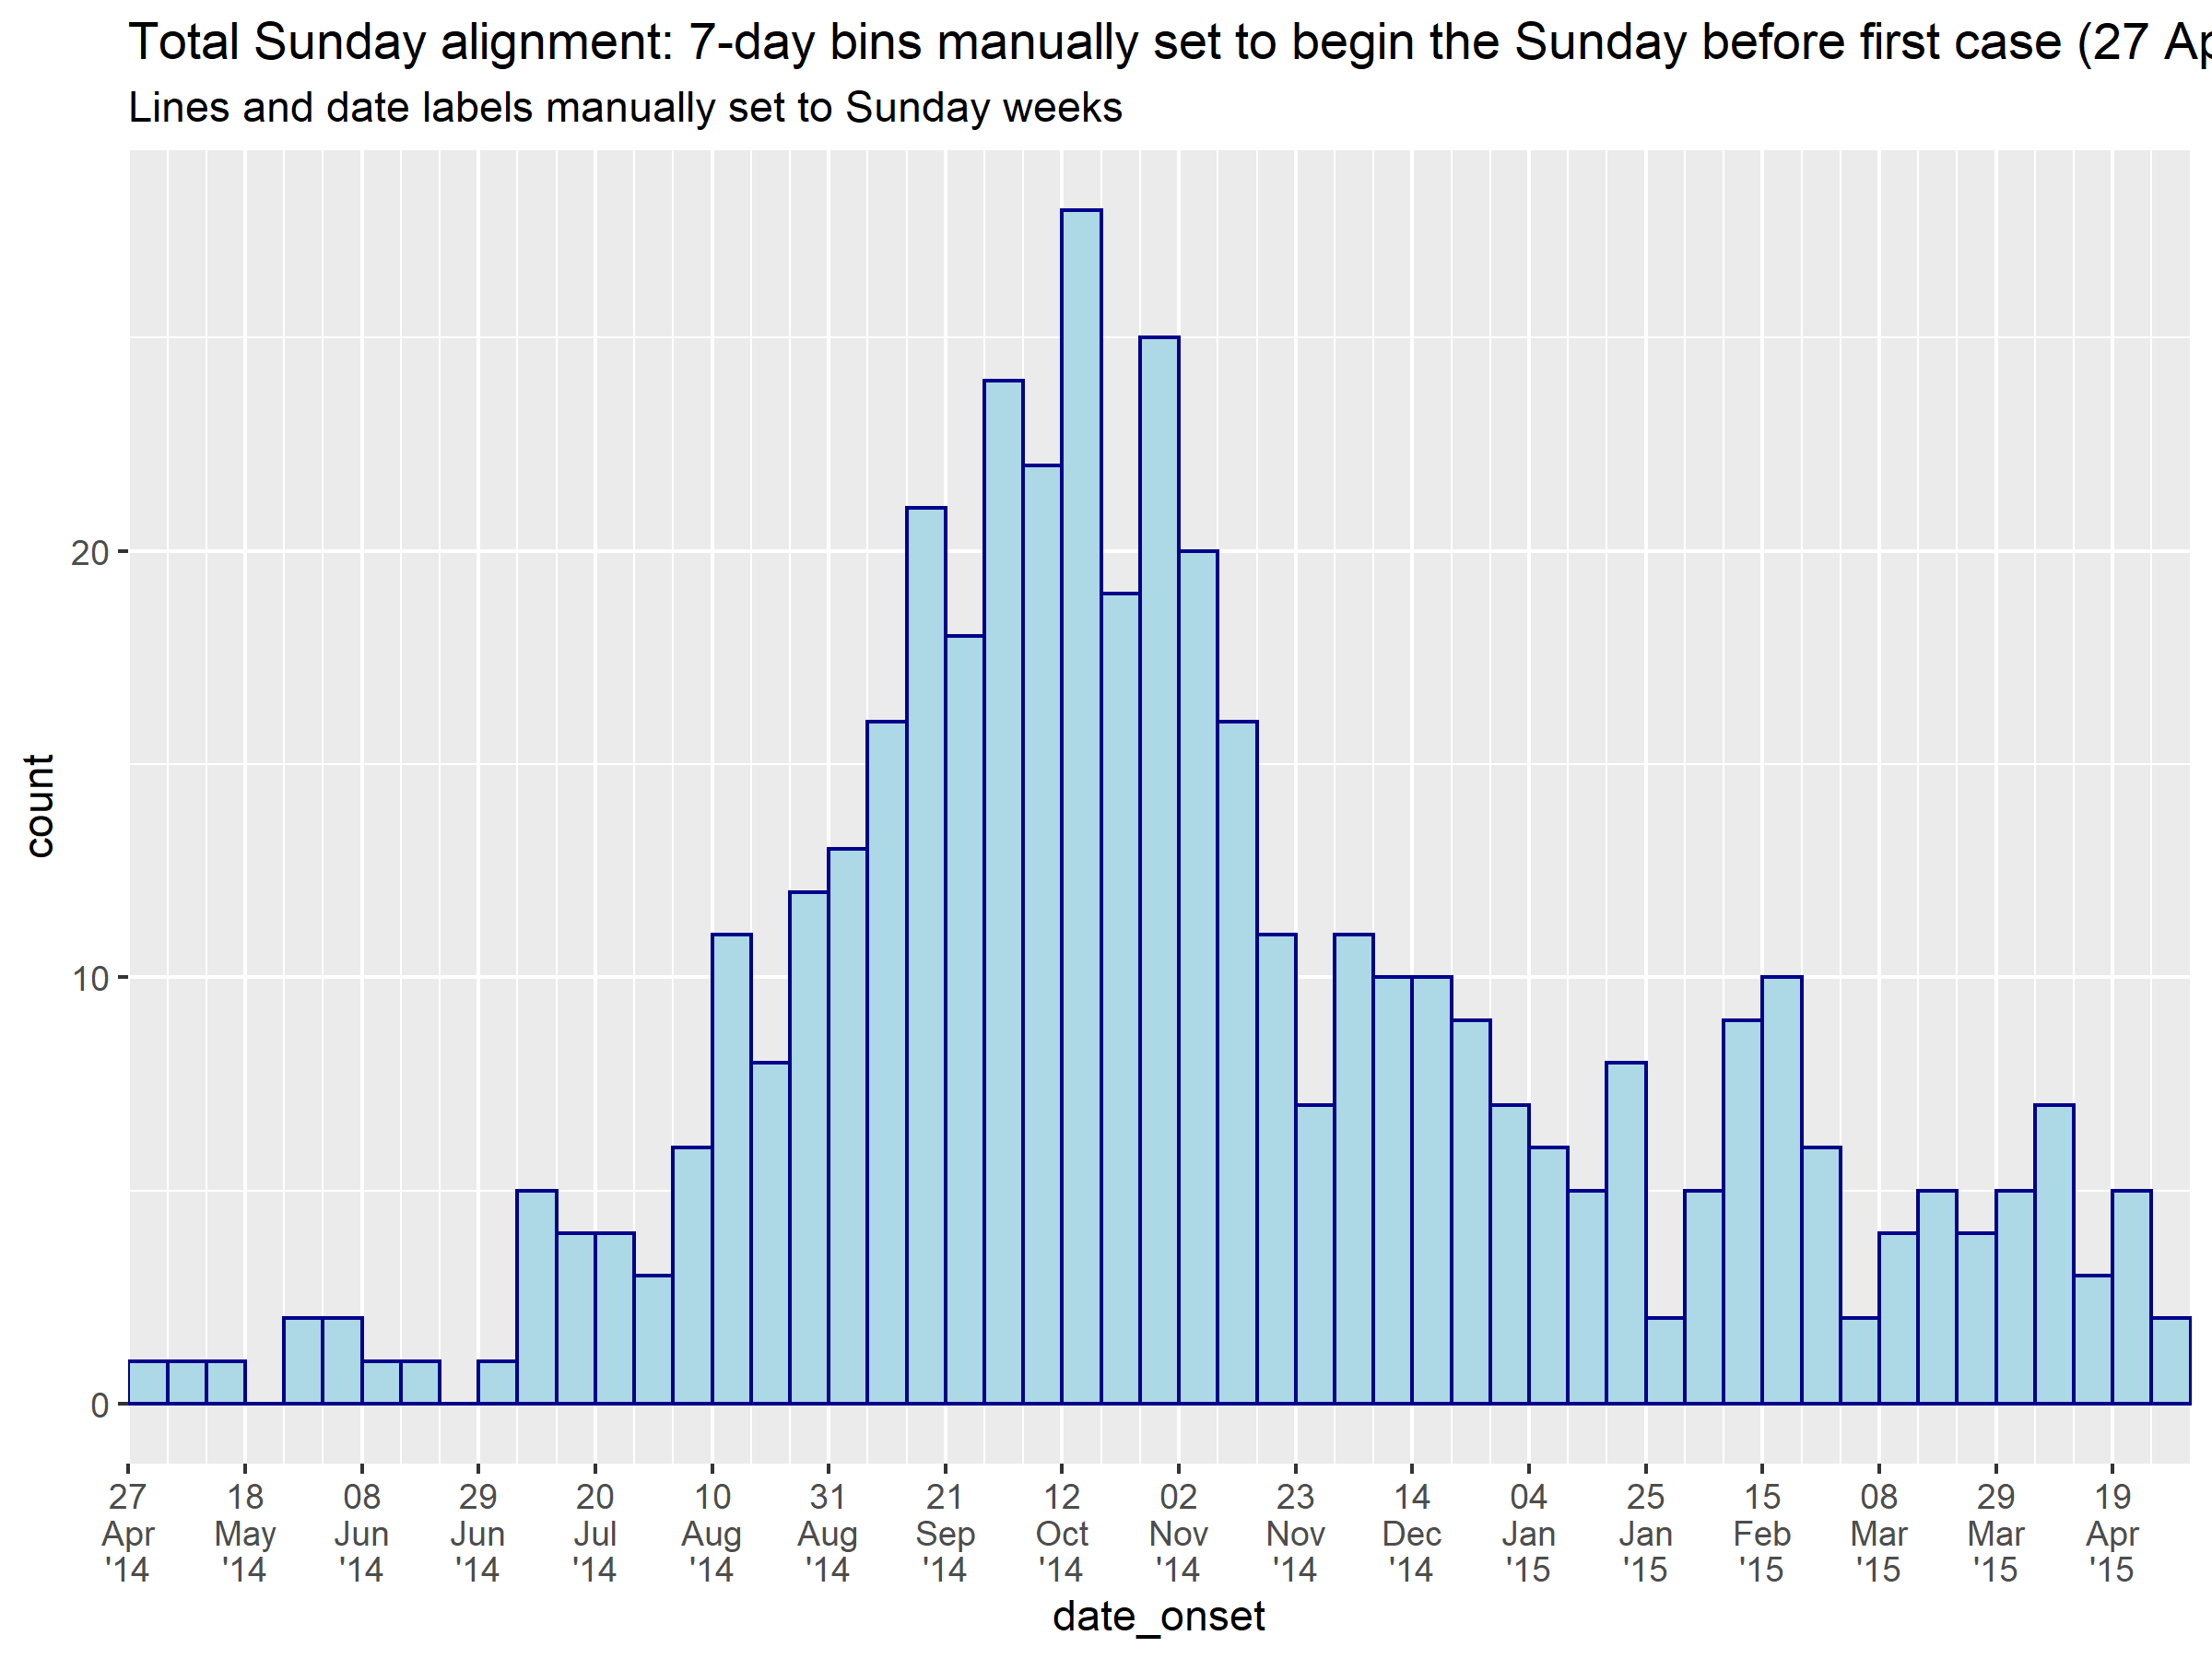 Total Sunday alignment: 7-day bins manually set to begin the Sunday before first case (27 Ap
Lines and date labels manually set to Sunday weeks
count
20
10
0
27 18 08 29 20 10 31 21 12 02 23 14 04 25 15 08 29 19
Apr May Jun Jun Jul Aug Aug Sep Oct Nov Nov Dec Jan Jan Feb Mar Mar Apr
'14 '14 '14 '14 '14 '14 '14 '14 '14 '14 '14 '14 '15 '15 '15 '15 '15 '15
date_onset